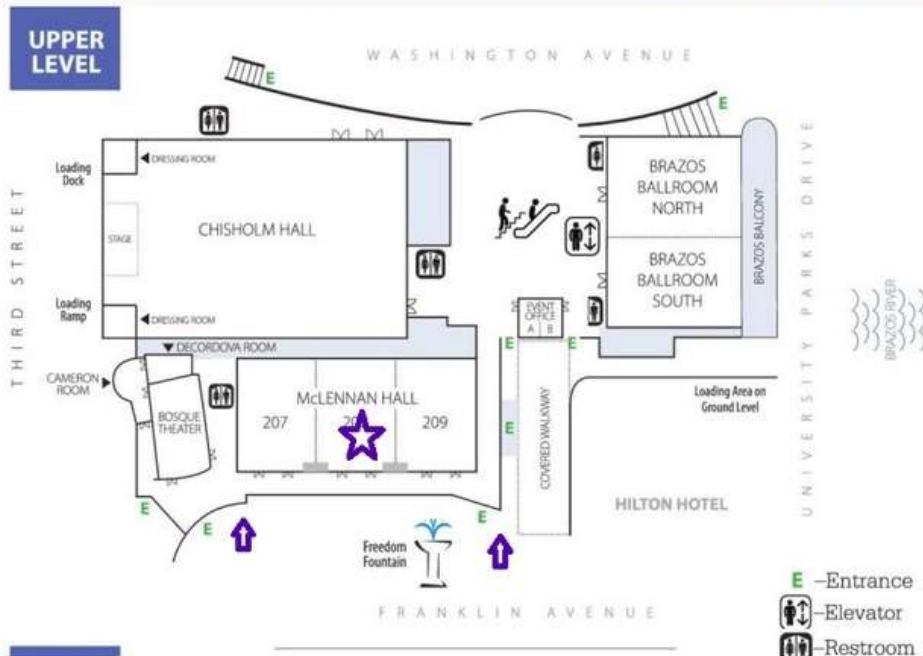 UPPER
LEVEL
WASHINGTON AVENUE
E
E
DRESSING ROOM
Loading
Dock
THIRD STREET
STAGE
CHISHOLM HALL
BRAZOS
BALLROOM
NORTH
BRAZOS
BALLROOM
SOUTH
BRAZOS BALCONY
UNIVERSITY PARKS DRIVE
BRAZOS RIVER
Loading
Ramp
DRESSING ROOM
EVENT
OFFICE
A B
E E
DECORDOVA ROOM
CAMERON
ROOM
BOSQUE
THEATER
McLENNAN HALL
207
209
E
COVERED WALKWAY
Loading Area on
Ground Level
HILTON HOTEL
E
E
E
Freedom
Fountain
FRANKLIN AVENUE
E –Entrance
–Elevator
–Restroom